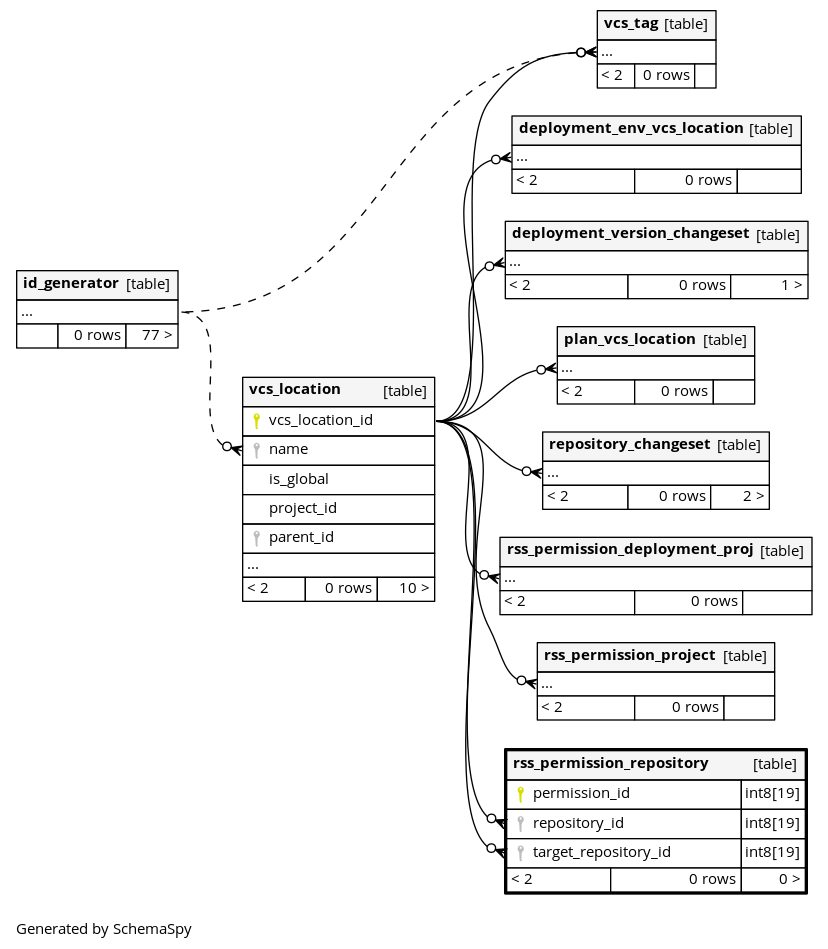 vcs_tag [table]
...
< 2 0 rows
deployment_env_vcs_location [table]
...
< 2 0 rows
deployment_version_changeset [table]
...
< 2 0 rows 1 >
id_generator [table]
...
0 rows 77 >
plan_vcs_location [table]
...
< 2 0 rows
vcs_location [table]
vcs_location_id
name
is_global
project_id
parent_id
...
< 2 0 rows 10 >
repository_changeset [table]
...
< 2 0 rows 2 >
rss_permission_deployment_proj [table]
...
< 2 0 rows
rss_permission_project [table]
...
< 2 0 rows
rss_permission_repository [table]
permission_id int8[19]
repository_id int8[19]
target_repository_id int8[19]
< 2 0 rows 0 >
Generated by SchemaSpy